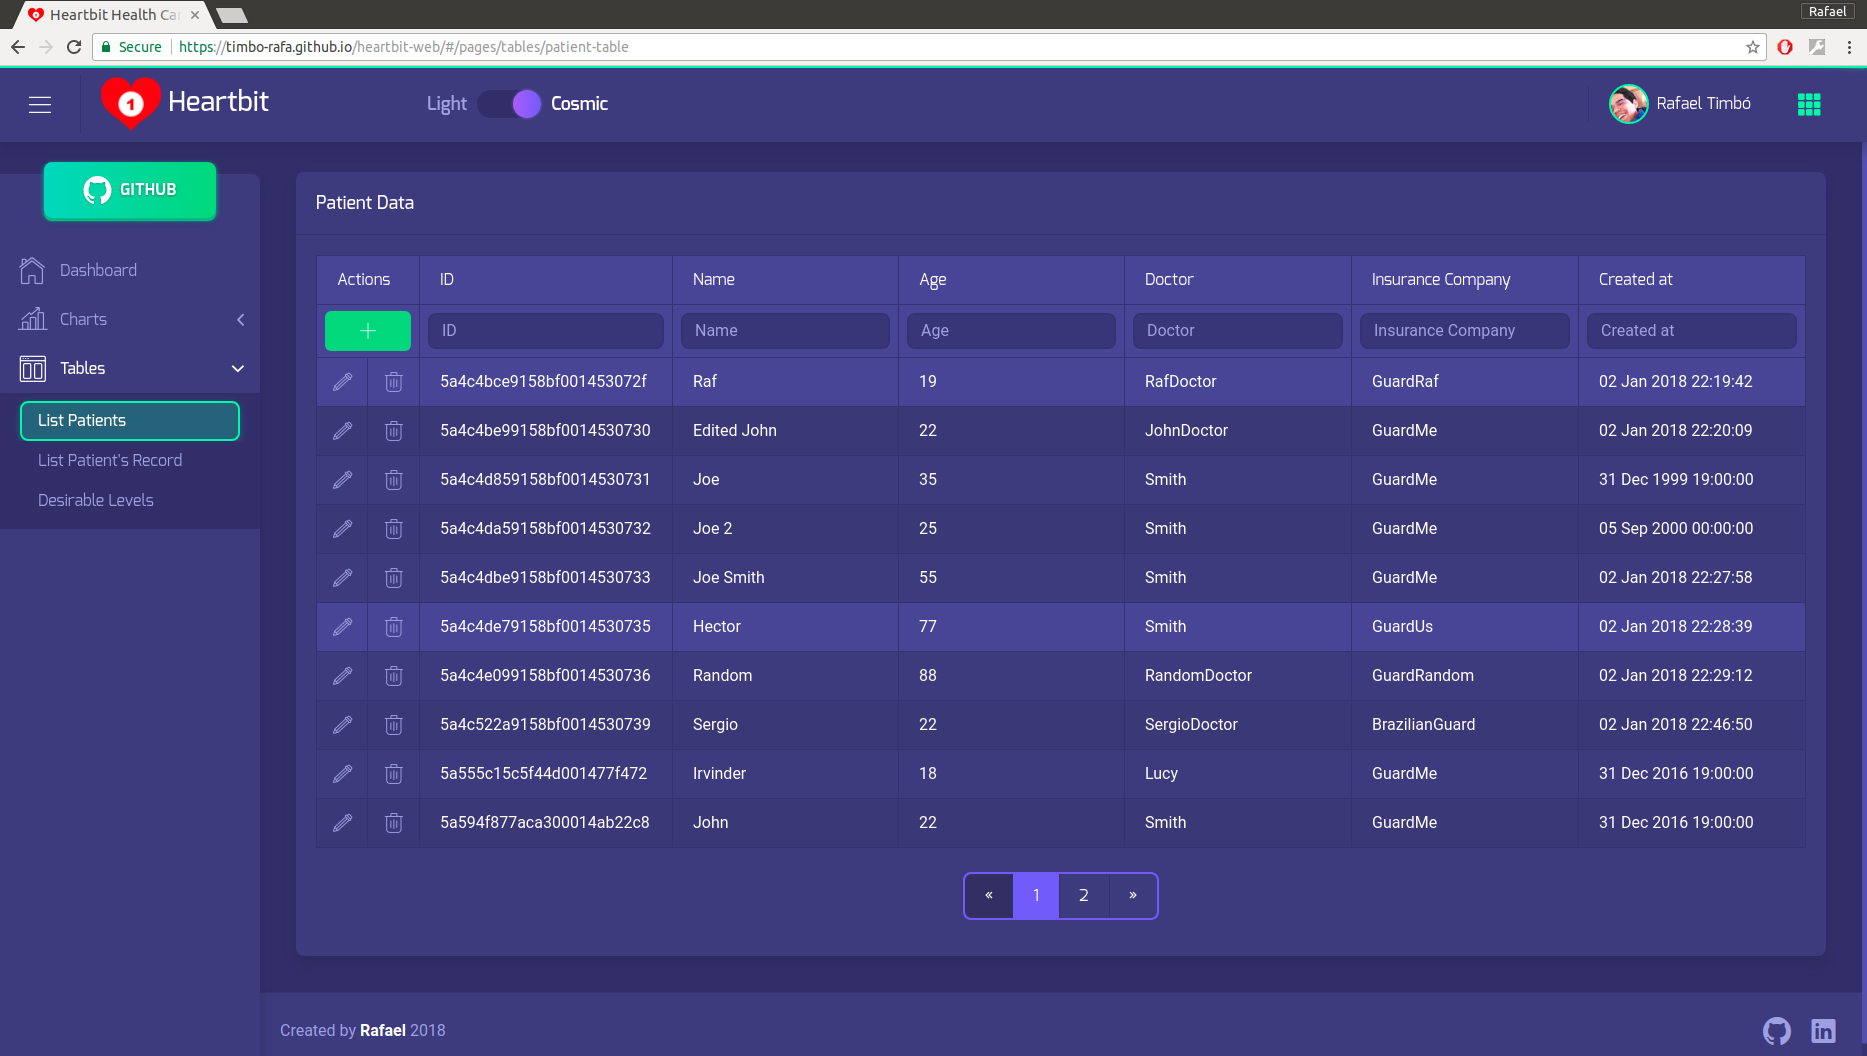 Heartbit Health Ca
Rafael
Secure https://timbo-rafa.github.io/heartbit-web/#/pages/tables/patient-table
1 Heartbit
Light Cosmic
Rafael Timbó
GITHUB
Dashboard
Charts
Tables
List Patients
List Patient's Record
Desirable Levels
Patient Data
Actions ID Name Age Doctor Insurance Company Created at
ID Name Age Doctor Insurance Company Created at
5a4c4bce9158bf001453072f Raf 19 RafDoctor GuardRaf 02 Jan 2018 22:19:42
5a4c4be99158bf0014530730 Edited John 22 JohnDoctor GuardMe 02 Jan 2018 22:20:09
5a4c4d859158bf0014530731 Joe 35 Smith GuardMe 31 Dec 1999 19:00:00
5a4c4da59158bf0014530732 Joe 2 25 Smith GuardMe 05 Sep 2000 00:00:00
5a4c4dbe9158bf0014530733 Joe Smith 55 Smith GuardMe 02 Jan 2018 22:27:58
5a4c4de79158bf0014530735 Hector 77 Smith GuardUs 02 Jan 2018 22:28:39
5a4c4e099158bf0014530736 Random 88 RandomDoctor GuardRandom 02 Jan 2018 22:29:12
5a4c522a9158bf0014530739 Sergio 22 SergioDoctor BrazilianGuard 02 Jan 2018 22:46:50
5a555c15c5f44d001477f472 Irvinder 18 Lucy GuardMe 31 Dec 2016 19:00:00
5a594f877aca300014ab22c8 John 22 Smith GuardMe 31 Dec 2016 19:00:00
« 1 2 »
Created by Rafael 2018
in